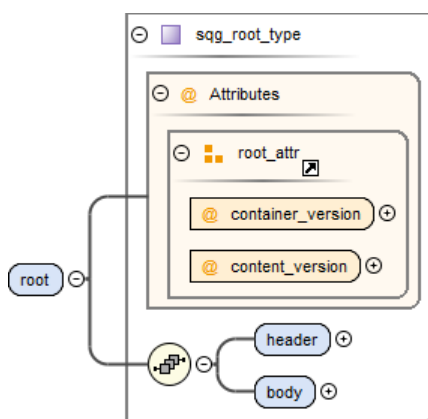 sqg_root_type
@ Attributes
root_attr
@ container_version
@ content_version
root
header
body